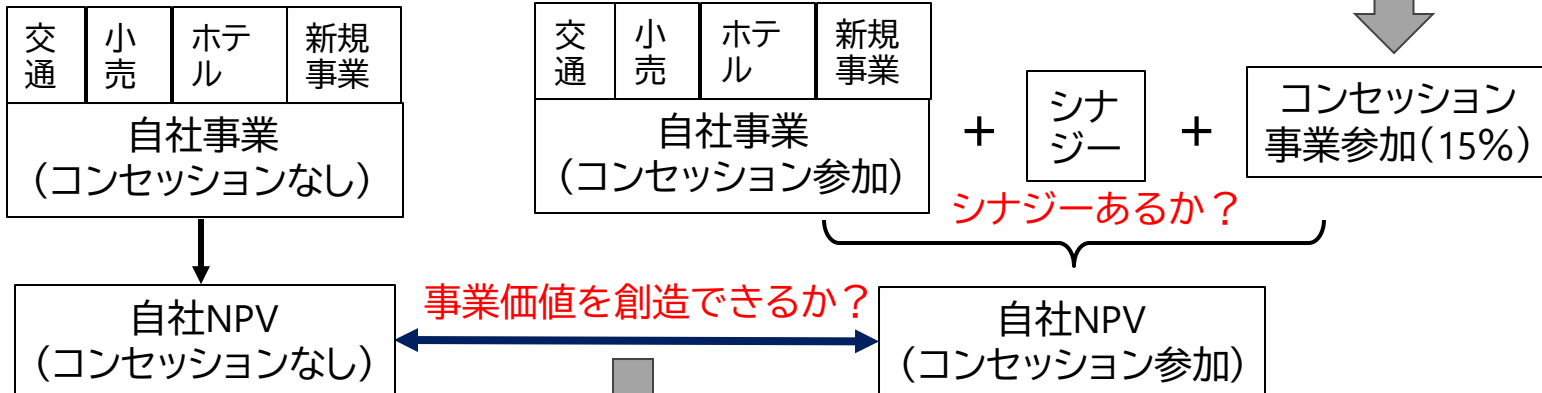 交
通
小
売
ホテ
ル
新規
事業
自社事業
（コンセッションなし）
交
通
小
売
ホテ
ル
新規
事業
自社事業
（コンセッション参加）
＋
シナ
ジー
＋
コンセッション
事業参加（15％）
シナジーあるか？
自社NPV
（コンセッションなし）
事業価値を創造できるか？
自社NPV
（コンセッション参加）